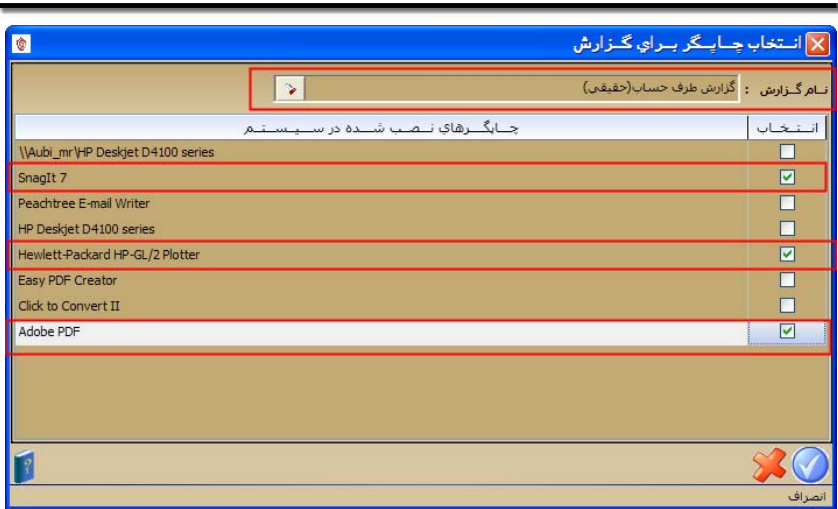 انتخاب چاپگر براي گزارش
نام گزارش : گزارش طرف حساب(حقیقی)
انتخاب چاپگرهاي نصب شده در سیستم
\\Aubi_mr\HP Deskjet D4100 series
SnagIt 7
Peachtree E-mail Writer
HP Deskjet D4100 series
Hewlett-Packard HP-GL/2 Plotter
Easy PDF Creator
Click to Convert II
Adobe PDF
انصراف